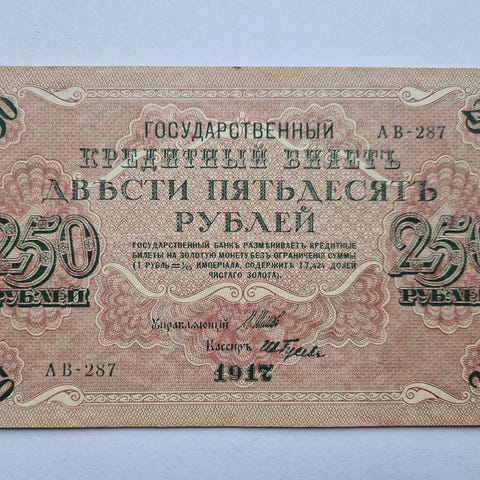 ГОСУДАРСТВЕННЫЙ АВ-287
КРЕДИТНЫЙ БИЛЕТЪ
ДВѢСТИ ПЯТЬДЕСЯТЪ
РУБЛЕЙ
250
РУБЛЕЙ
250
РУБЛЕЙ
ГОСУДАРСТВЕННЫЙ БАНКЪ РАЗМѢНИВАЕТЪ КРЕДИТНЫЕ
БИЛЕТЫ НА ЗОЛОТУЮ МОНЕТУ БЕЗЪ ОГРАНИЧЕНІЯ СУММЫ
(1 РУБЛЬ = 1/15 ИМПЕРІАЛА, СОДЕРЖИТЪ 17,424 ДОЛЕЙ
ЧИСТАГО ЗОЛОТА).
Управляющій
Кассиръ
АВ-287
1917